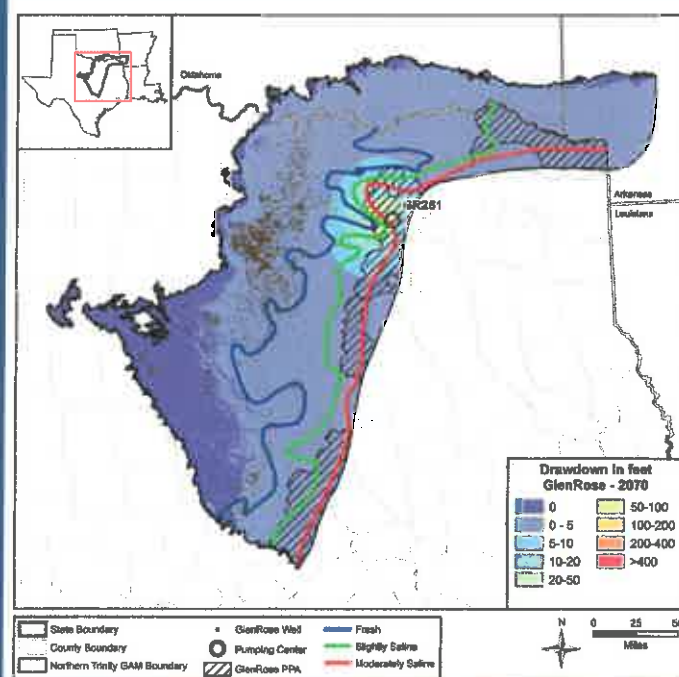 Oklahoma
Arkansas
Louisiana
Drawdown in feet
GlenRose - 2070
0
0 - 5
5-10
10-20
20-50
50-100
100-200
200-400
>400
State Boundary
County Boundary
Northern Trinity GAM Boundary
GlenRose Well
Pumping Center
GlenRose PPA
Fresh
Slightly Saline
Moderately Saline
N
0 25 50
Miles